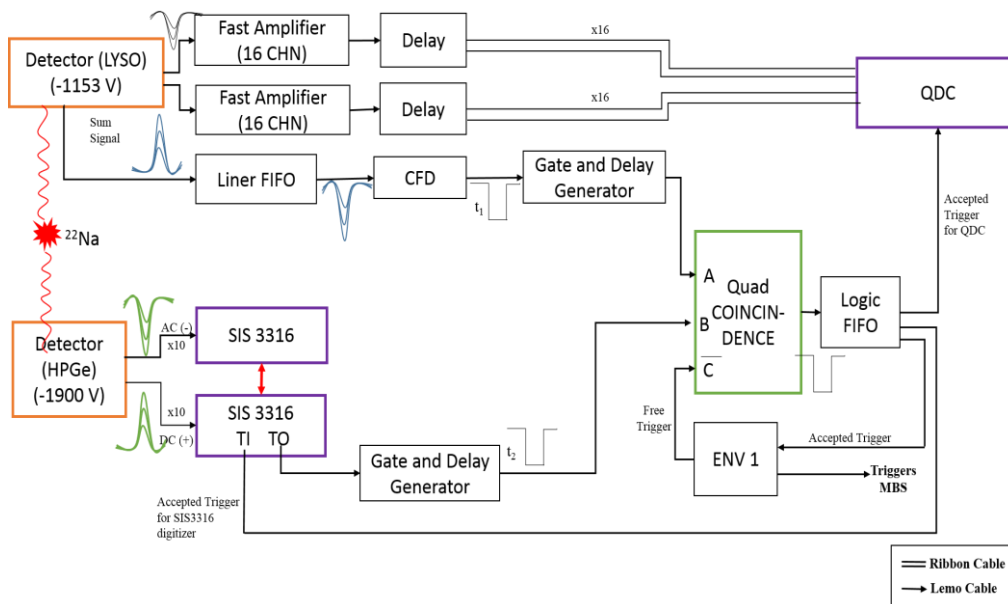 Detector (LYSO)
(-1153 V)
Fast Amplifier
(16 CHN)
Delay
x16
Fast Amplifier
(16 CHN)
Delay
x16
QDC
Sum
Signal
Liner FIFO
CFD
t1
Gate and Delay
Generator
22Na
Accepted
Trigger
for QDC
A
B
C
Quad
COINCIN-
DENCE
Logic
FIFO
Detector
(HPGe)
(-1900 V)
AC (-)
x10
SIS 3316
x10
DC (+)
SIS 3316
TI TO
Gate and Delay
Generator
t2
Free
Trigger
Accepted Trigger
ENV 1
Triggers
MBS
Accepted Trigger
for SIS3316
digitizer
Ribbon Cable
Lemo Cable